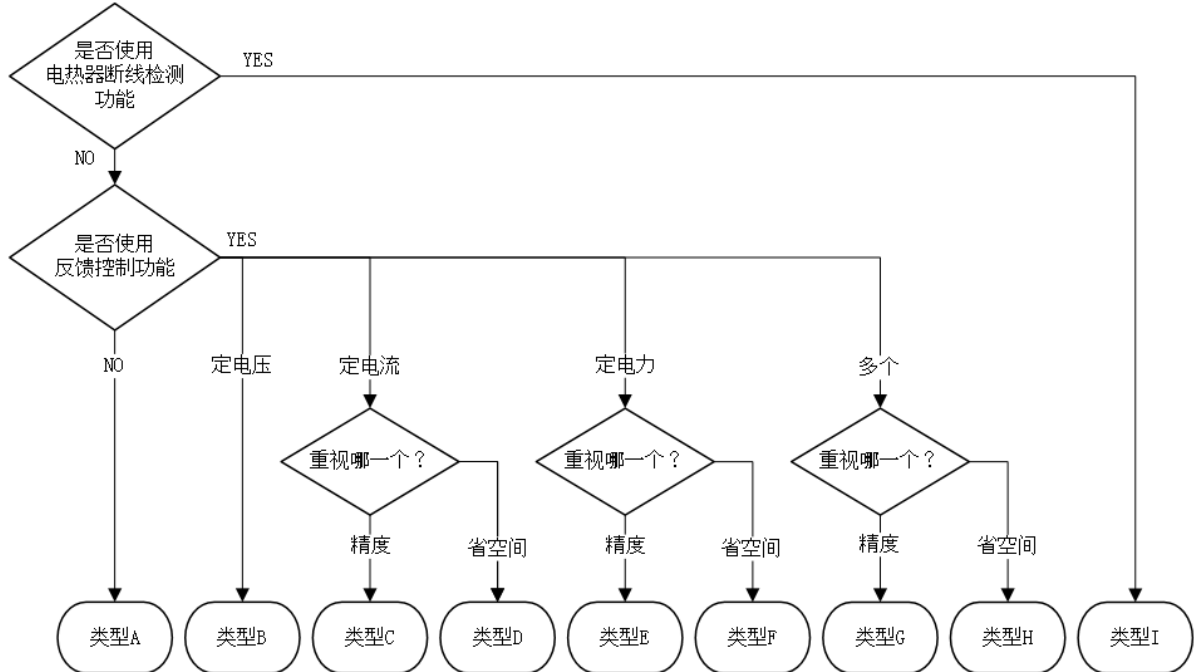 是否使用
电热器断线检测
功能
YES
NO
是否使用
反馈控制功能
YES
NO
定电压
定电流
定电力
多个
重视哪一个？
重视哪一个？
重视哪一个？
精度
省空间
精度
省空间
精度
省空间
类型A
类型B
类型C
类型D
类型E
类型F
类型G
类型H
类型I